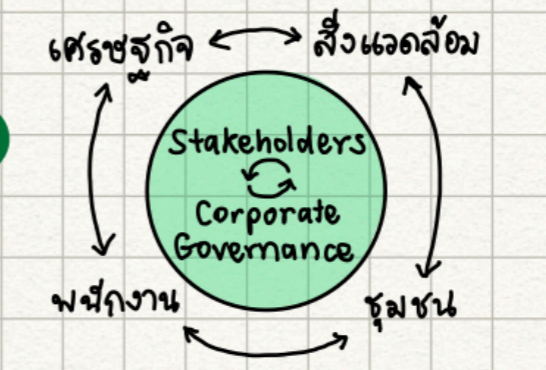 เศรษฐกิจ
สิ่งแวดล้อม
Stakeholders
Corporate
Governance
พนักงาน
ชุมชน